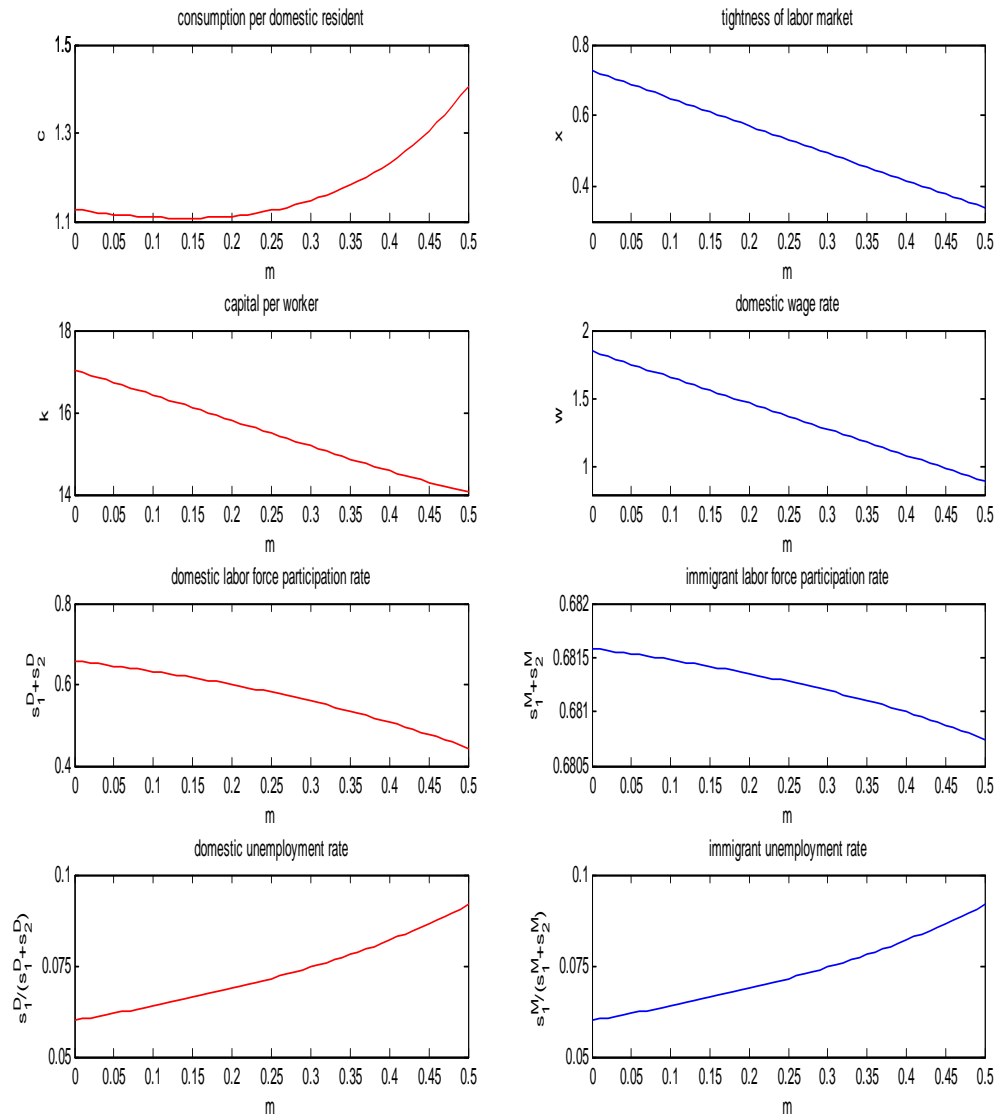 consumption per domestic resident
1.5
1.3
1.1
c
0 0.05 0.1 0.15 0.2 0.25 0.3 0.35 0.4 0.45 0.5
m
tightness of labor market
0.8
0.6
0.4
x
0 0.05 0.1 0.15 0.2 0.25 0.3 0.35 0.4 0.45 0.5
m
capital per worker
18
16
14
k
0 0.05 0.1 0.15 0.2 0.25 0.3 0.35 0.4 0.45 0.5
m
domestic wage rate
2
1.5
1
w
0 0.05 0.1 0.15 0.2 0.25 0.3 0.35 0.4 0.45 0.5
m
domestic labor force participation rate
0.8
0.6
0.4
s₁ᴰ+s₂ᴰ
0 0.05 0.1 0.15 0.2 0.25 0.3 0.35 0.4 0.45 0.5
m
immigrant labor force participation rate
0.682
0.6815
0.681
0.6805
s₁ᴹ+s₂ᴹ
0 0.05 0.1 0.15 0.2 0.25 0.3 0.35 0.4 0.45 0.5
m
domestic unemployment rate
0.1
0.075
0.05
s₁ᴰ/(s₁ᴰ+s₂ᴰ)
0 0.05 0.1 0.15 0.2 0.25 0.3 0.35 0.4 0.45 0.5
m
immigrant unemployment rate
0.1
0.075
0.05
s₁ᴹ/(s₁ᴹ+s₂ᴹ)
0 0.05 0.1 0.15 0.2 0.25 0.3 0.35 0.4 0.45 0.5
m